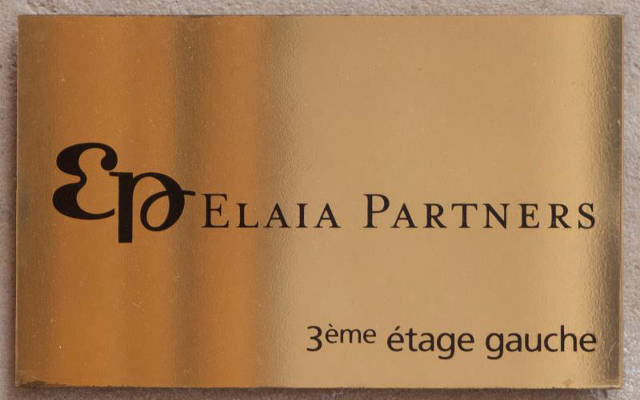 EP ELAIA PARTNERS
3ème étage gauche